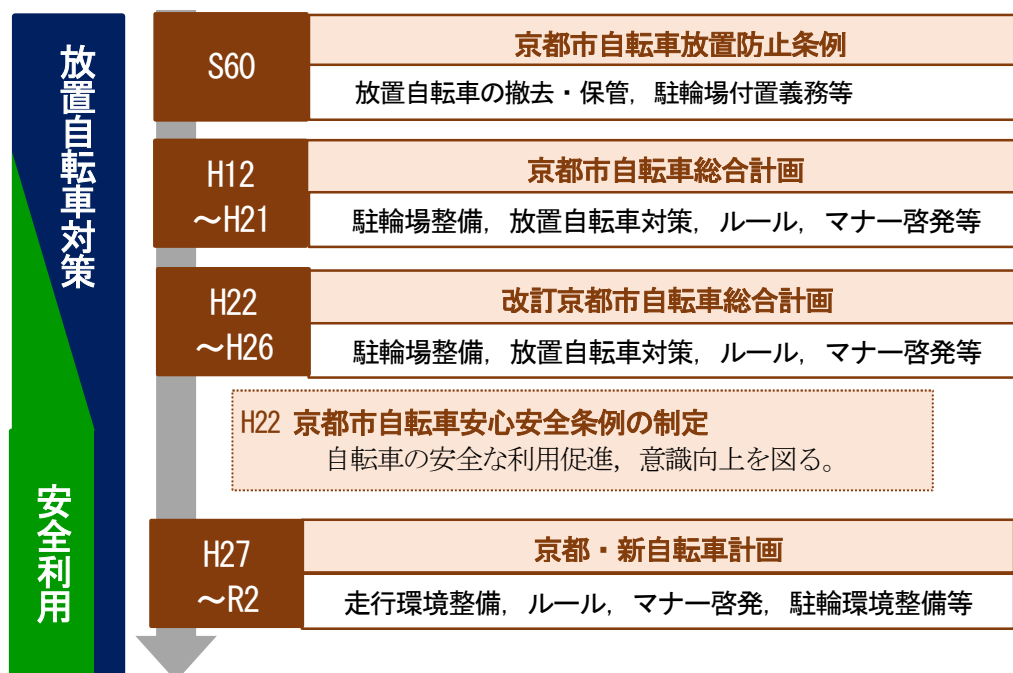 放置自転車対策
安全利用
S60
京都市自転車放置防止条例
放置自転車の撤去・保管，駐輪場付置義務等
H12
～H21
京都市自転車総合計画
駐輪場整備，放置自転車対策，ルール，マナー啓発等
H22
～H26
改訂京都市自転車総合計画
駐輪場整備，放置自転車対策，ルール，マナー啓発等
H22 京都市自転車安心安全条例の制定
自転車の安全な利用促進，意識向上を図る。
H27
～R2
京都・新自転車計画
走行環境整備，ルール，マナー啓発，駐輪環境整備等